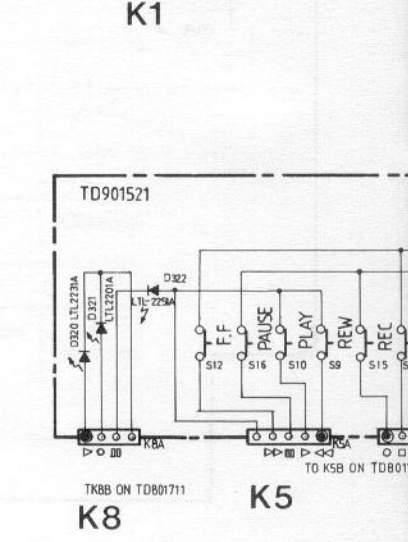 K1
TD901521
D322
LTL-2251A
D320 LTL2231A
D321
LTL2201A
F.F
PAUSE
PLAY
REW
REC
S12
S16
S10
S9
S15
K8A
K5A
TO K5B ON TD801
TK8B ON TD801711
K5
K8